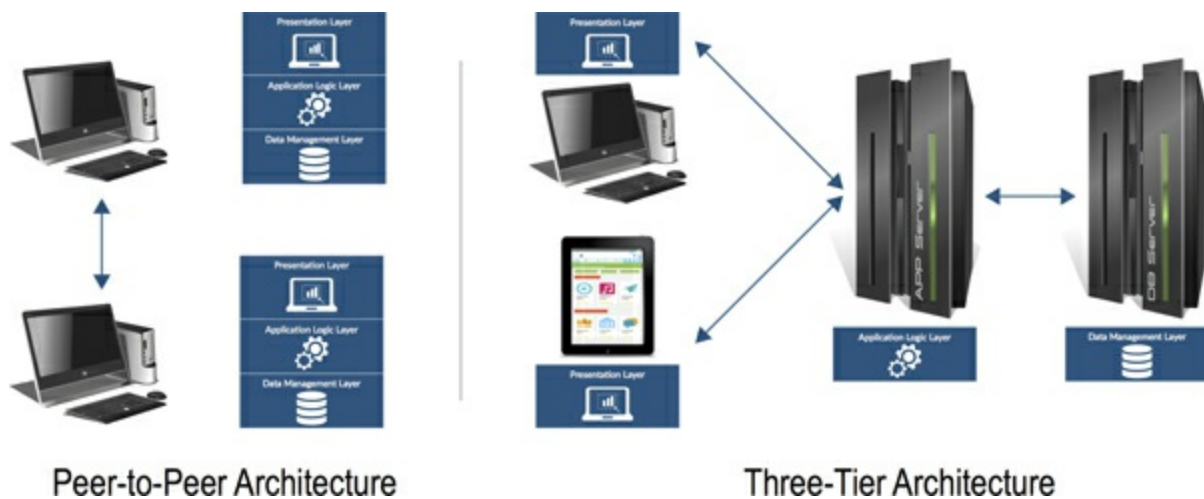 Presentation Layer
Application Logic Layer
Data Management Layer
Presentation Layer
Application Logic Layer
Data Management Layer
Peer-to-Peer Architecture
Presentation Layer
Presentation Layer
APP Server
Application Logic Layer
DB Server
Data Management Layer
Three-Tier Architecture